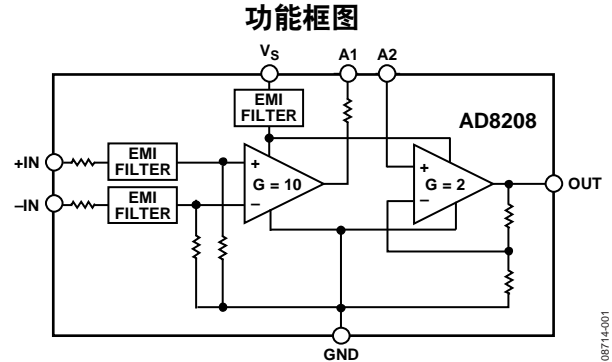 功能框图
VS
A1
A2
EMI
FILTER
AD8208
+IN
EMI
FILTER
+
G = 10
–
+
G = 2
–
OUT
–IN
EMI
FILTER
GND
08714-001